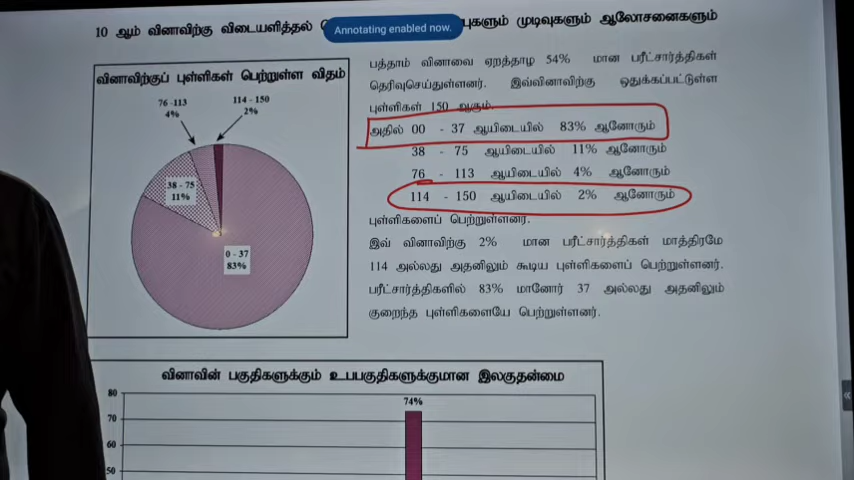 10 ஆம் வினாவிற்கு விடையளித்தல்
Annotating enabled now.
முடிவுகளும் ஆலோசனைகளும்
வினாவிற்குப் புள்ளிகள் பெற்றுள்ள விதம்
76 -113
4%
114 - 150
2%
38 - 75
11%
0 - 37
83%
பத்தாம் வினாவை ஏறத்தாழ 54% மான பரீட்சார்த்திகள்
தெரிவுசெய்துள்ளனர். இவ்வினாவிற்கு ஒதுக்கப்பட்டுள்ள
புள்ளிகள் 150 ஆகும்.
அதில் 00 - 37 ஆயிடையில் 83% ஆனோரும்
38 - 75 ஆயிடையில் 11% ஆனோரும்
76 - 113 ஆயிடையில் 4% ஆனோரும்
114 - 150 ஆயிடையில் 2% ஆனோரும்
புள்ளிகளைப் பெற்றுள்ளனர்.
இவ் வினாவிற்கு 2% மான பரீட்சார்த்திகள் மாத்திரமே
114 அல்லது அதனிலும் கூடிய புள்ளிகளைப் பெற்றுள்ளனர்.
பரீட்சார்த்திகளில் 83% மானோர் 37 அல்லது அதனிலும்
குறைந்த புள்ளிகளையே பெற்றுள்ளனர்.
வினாவின் பகுதிகளுக்கும் உபபகுதிகளுக்குமான இலகுதன்மை
80
74%
70
60
50